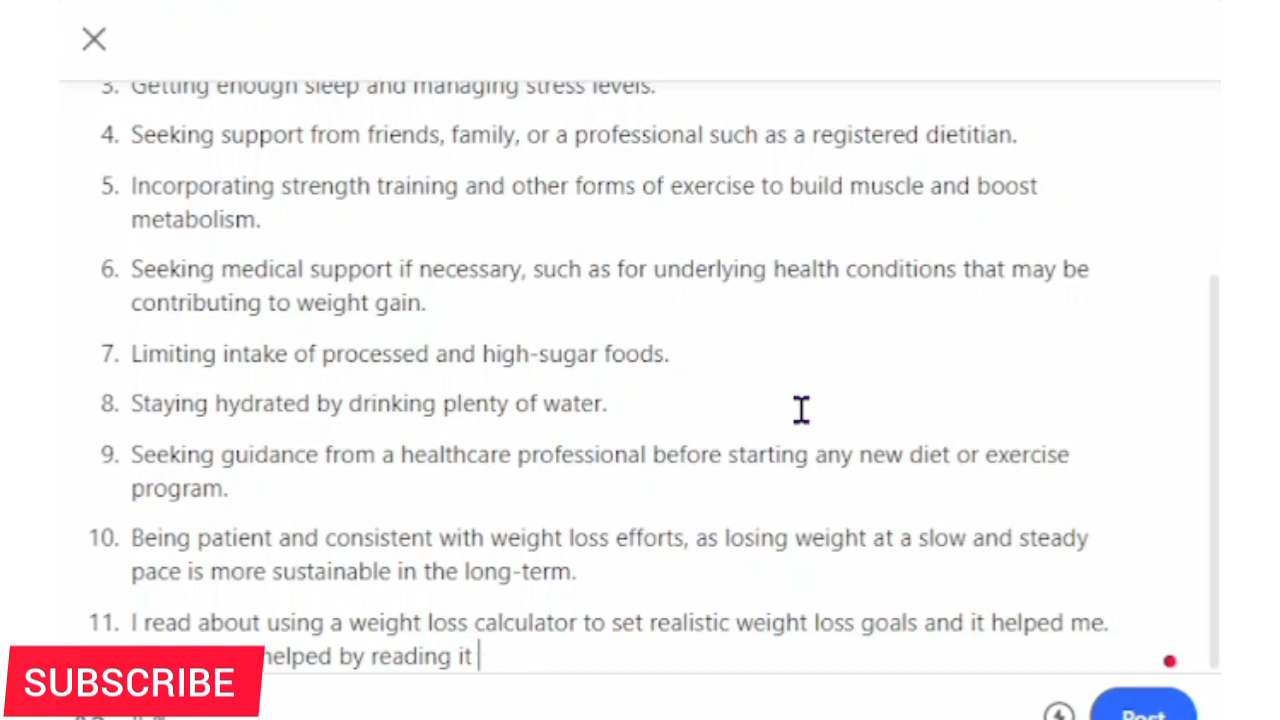 3. Getting enough sleep and managing stress levels.
4. Seeking support from friends, family, or a professional such as a registered dietitian.
5. Incorporating strength training and other forms of exercise to build muscle and boost
metabolism.
6. Seeking medical support if necessary, such as for underlying health conditions that may be
contributing to weight gain.
7. Limiting intake of processed and high-sugar foods.
8. Staying hydrated by drinking plenty of water.
9. Seeking guidance from a healthcare professional before starting any new diet or exercise
program.
10. Being patient and consistent with weight loss efforts, as losing weight at a slow and steady
pace is more sustainable in the long-term.
11. I read about using a weight loss calculator to set realistic weight loss goals and it helped me.
helped by reading it
SUBSCRIBE
Post